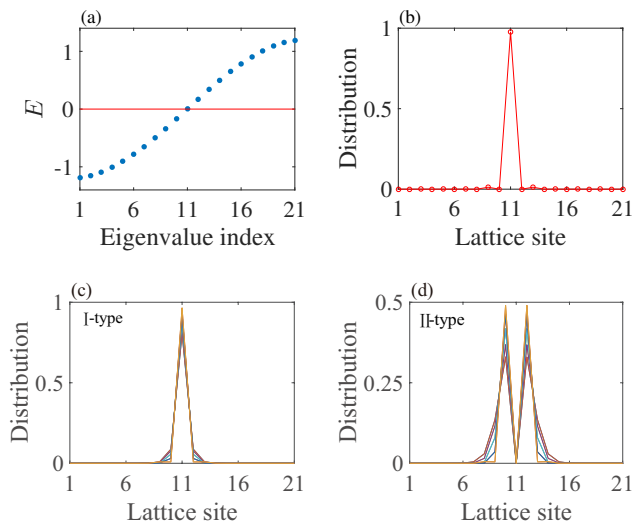 (a)
E
1
0
-1
1
6
11
16
21
Eigenvalue index
(b)
Distribution
1
0.5
0
1
6
11
16
21
Lattice site
(c)
I-type
Distribution
1
0.5
0
1
6
11
16
21
Lattice site
(d)
II-type
Distribution
0.5
0.25
0
1
6
11
16
21
Lattice site